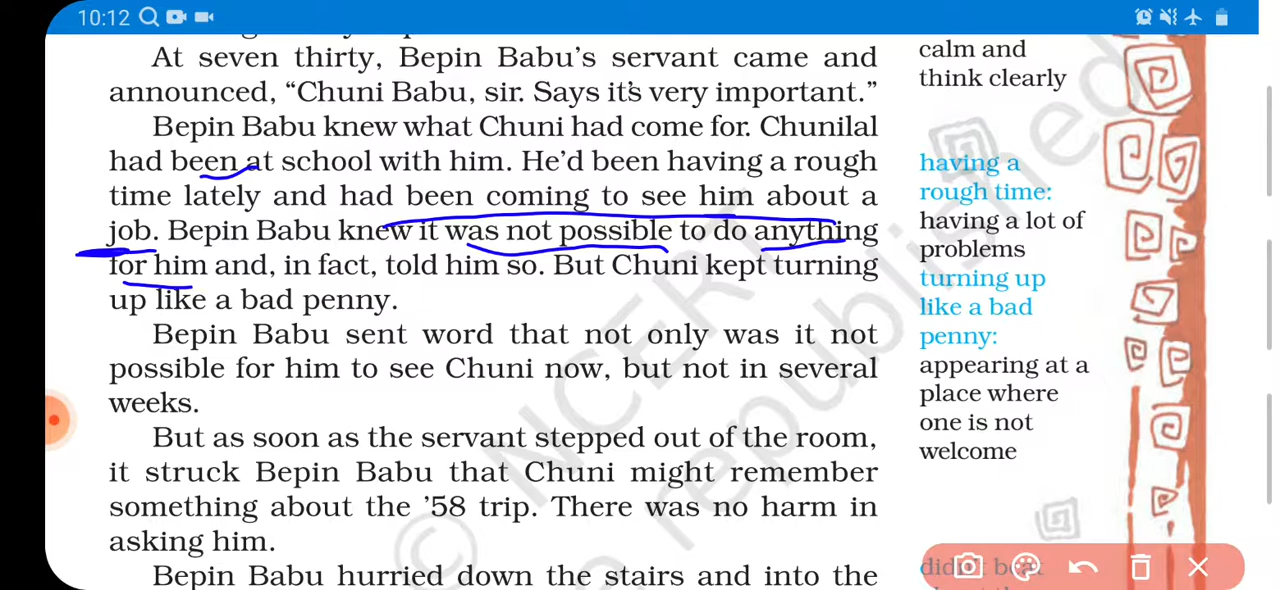 10:12
At seven thirty, Bepin Babu's servant came and
announced, “Chuni Babu, sir. Says it's very important.”
Bepin Babu knew what Chuni had come for. Chunilal
had been at school with him. He'd been having a rough
time lately and had been coming to see him about a
job. Bepin Babu knew it was not possible to do anything
for him and, in fact, told him so. But Chuni kept turning
up like a bad penny.
Bepin Babu sent word that not only was it not
possible for him to see Chuni now, but not in several
weeks.
But as soon as the servant stepped out of the room,
it struck Bepin Babu that Chuni might remember
something about the ’58 trip. There was no harm in
asking him.
Bepin Babu hurried down the stairs and into the
calm and
think clearly
having a
rough time:
having a lot of
problems
turning up
like a bad
penny:
appearing at a
place where
one is not
welcome
didn't beat
© NCERT
republished